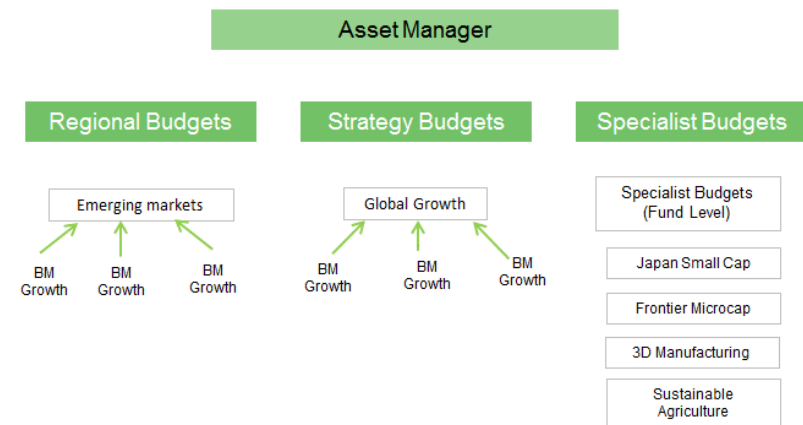 Asset Manager
Regional Budgets
Strategy Budgets
Specialist Budgets
Emerging markets
BM
Growth
BM
Growth
BM
Growth
Global Growth
BM
Growth
BM
Growth
BM
Growth
Specialist Budgets
(Fund Level)
Japan Small Cap
Frontier Microcap
3D Manufacturing
Sustainable
Agriculture